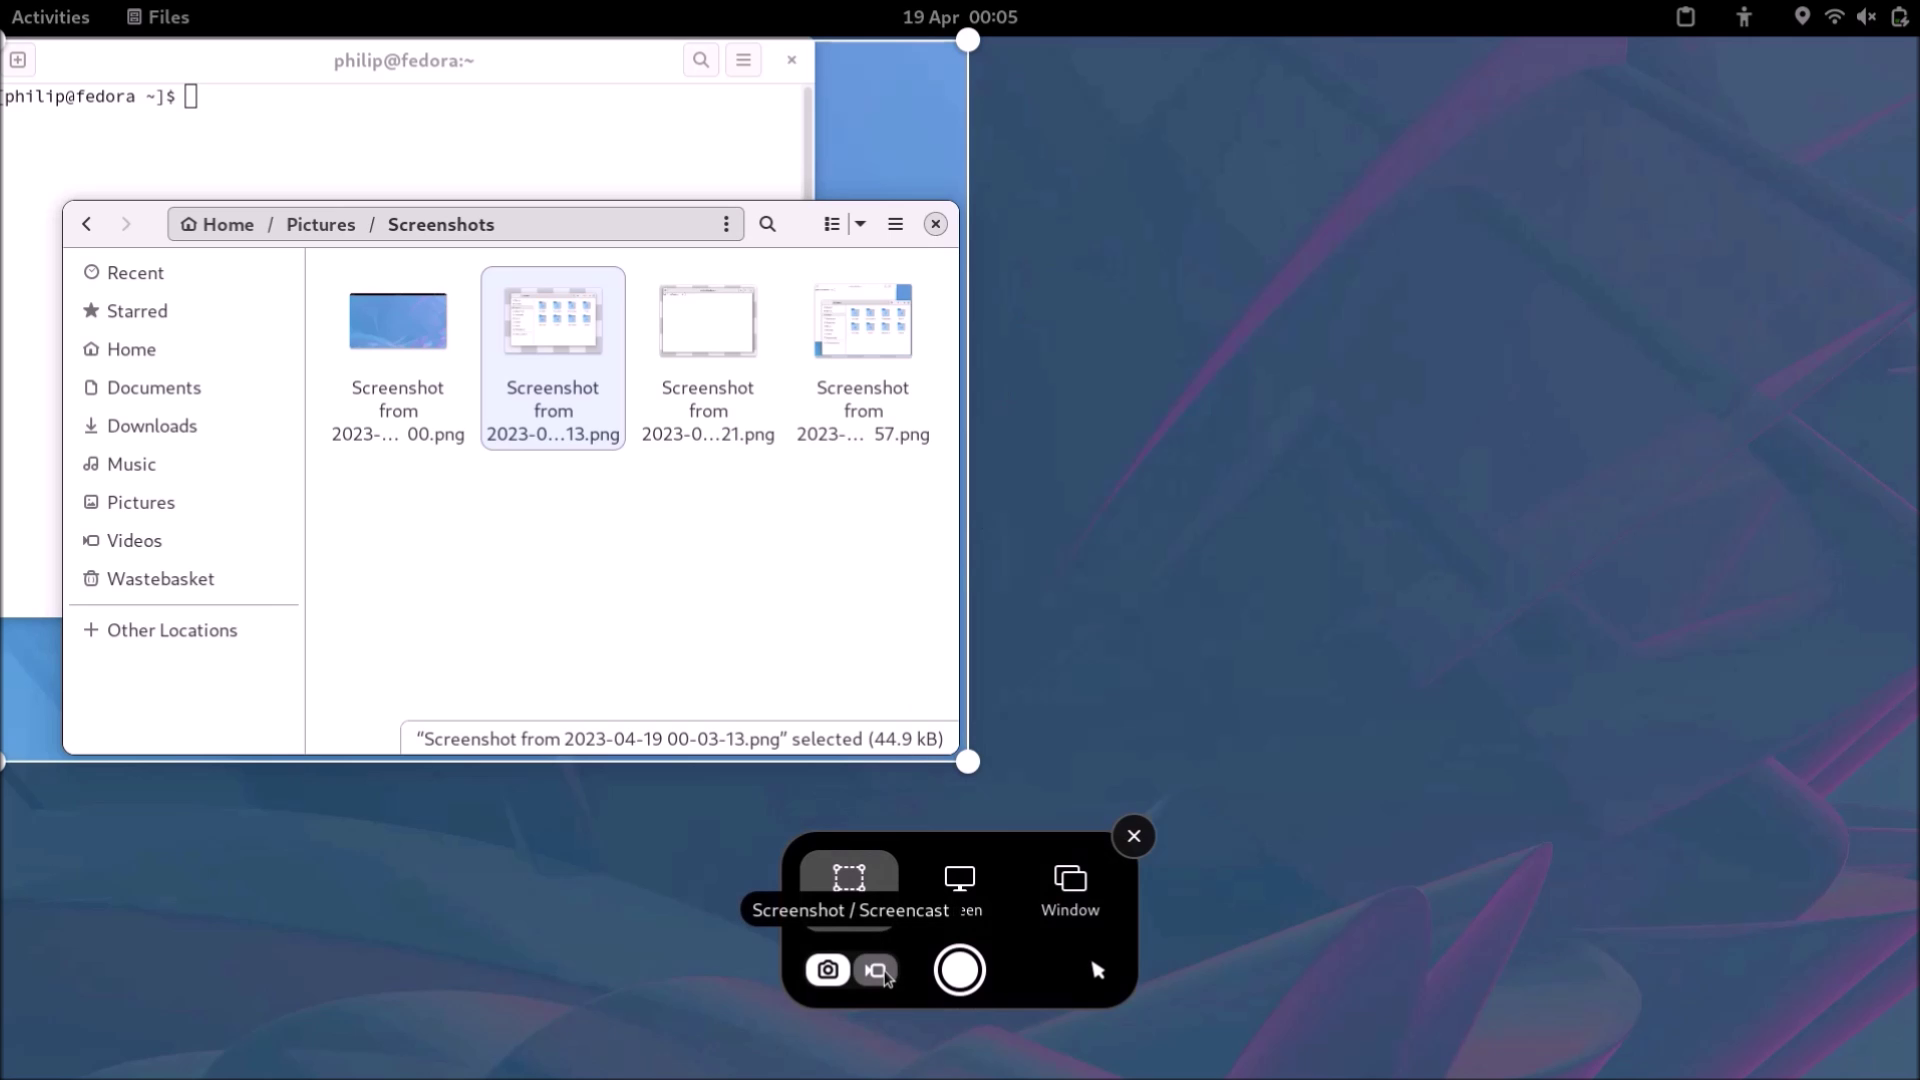 Activities Files 19 Apr 00:05
philip@fedora:~
philip@fedora ~]$
Home / Pictures / Screenshots
Recent
Starred
Home
Documents
Downloads
Music
Pictures
Videos
Wastebasket
Other Locations
Screenshot
from
2023-... 00.png
Screenshot
from
2023-0...13.png
Screenshot
from
2023-0...21.png
Screenshot
from
2023-... 57.png
“Screenshot from 2023-04-19 00-03-13.png” selected (44.9 kB)
Screenshot / Screencast een Window